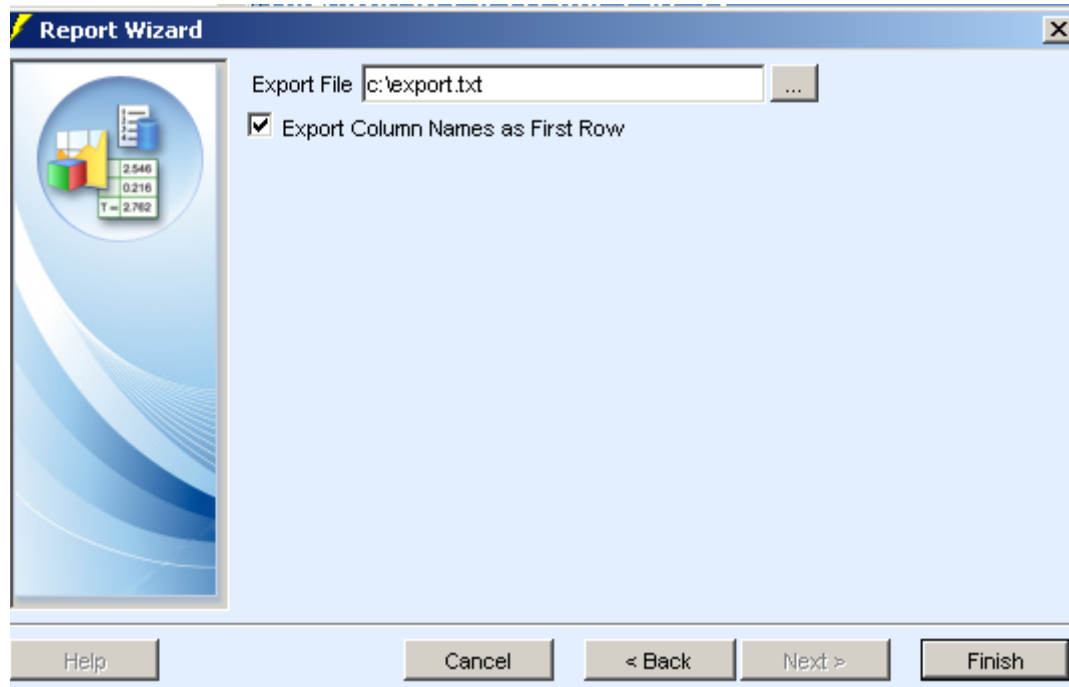 Report Wizard
Export File c:\export.txt ...
Export Column Names as First Row
2.546
0.216
T = 2.762
Help Cancel < Back Next > Finish